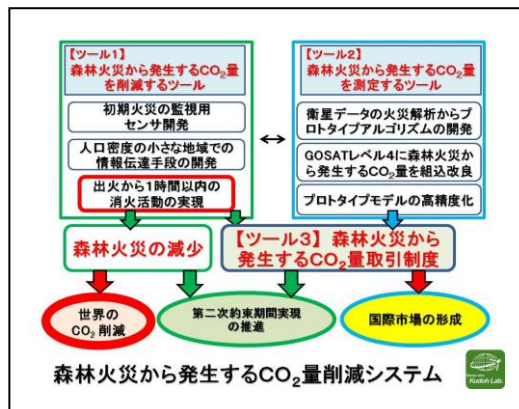 【ツール1】
森林火災から発生するCO₂量
を削減するツール
初期火災の監視用
センサ開発
人口密度の小さな地域での
情報伝達手段の開発
出火から1時間以内の
消火活動の実現
【ツール2】
森林火災から発生するCO₂量
を測定するツール
衛星データの火災解析からプ
ロトタイプアルゴリズムの開発
GOSATレベル4に森林火災か
ら発生するCO₂量を組込改良
プロトタイプモデルの高精度化
森林火災の減少
【ツール3】森林火災から
発生するCO₂量取引制度
世界の
CO₂削減
第二次約束期間実現
の推進
国際市場の形成
森林火災から発生するCO₂量削減システム
Kudoh Lab.